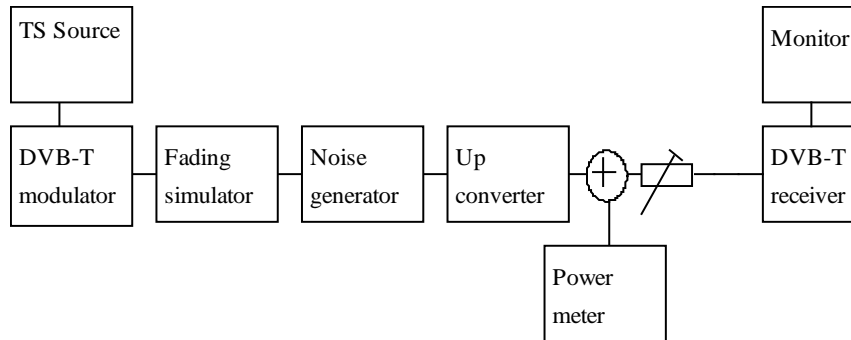 TS Source
Monitor
DVB-T
modulator
Fading
simulator
Noise
generator
Up
converter
DVB-T
receiver
Power
meter